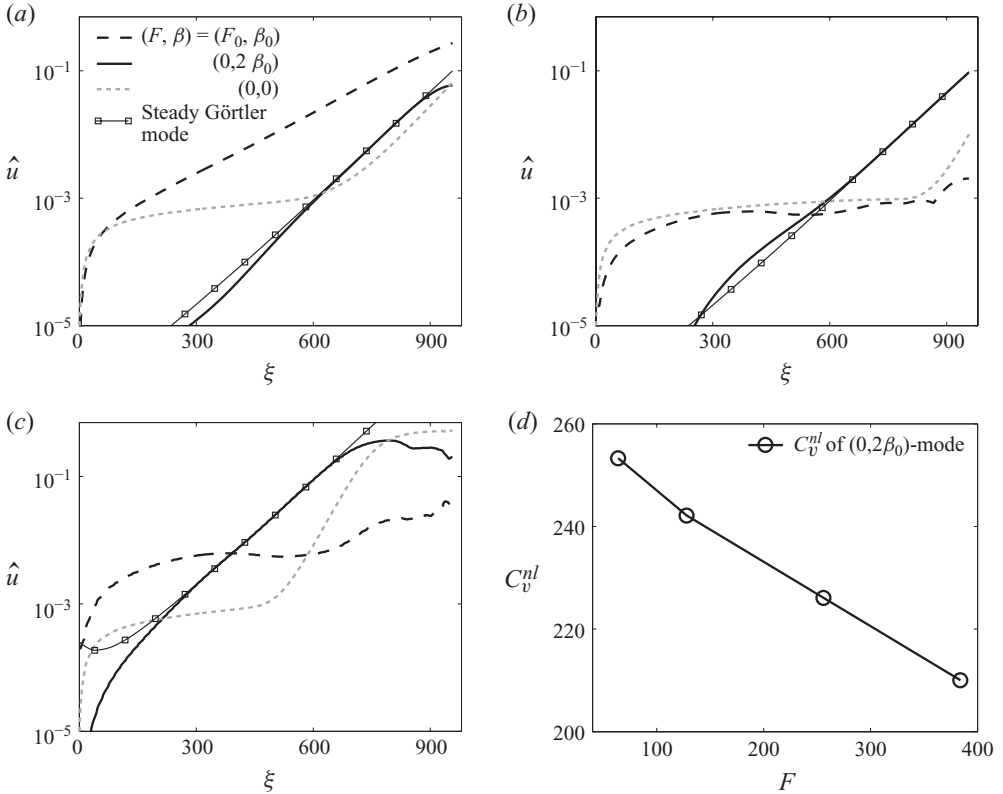 (a)
(F, β) = (F₀, β₀)
(0,2 β₀)
(0,0)
Steady Görtler
mode
û
10⁻¹
10⁻³
10⁻⁵
0 300 600 900
ξ
(b)
û
10⁻¹
10⁻³
10⁻⁵
0 300 600 900
ξ
(c)
û
10⁻¹
10⁻³
10⁻⁵
0 300 600 900
ξ
(d)
C_v^{nl} of (0,2β₀)-mode
C_v^{nl}
260
240
220
200
100 200 300 400
F